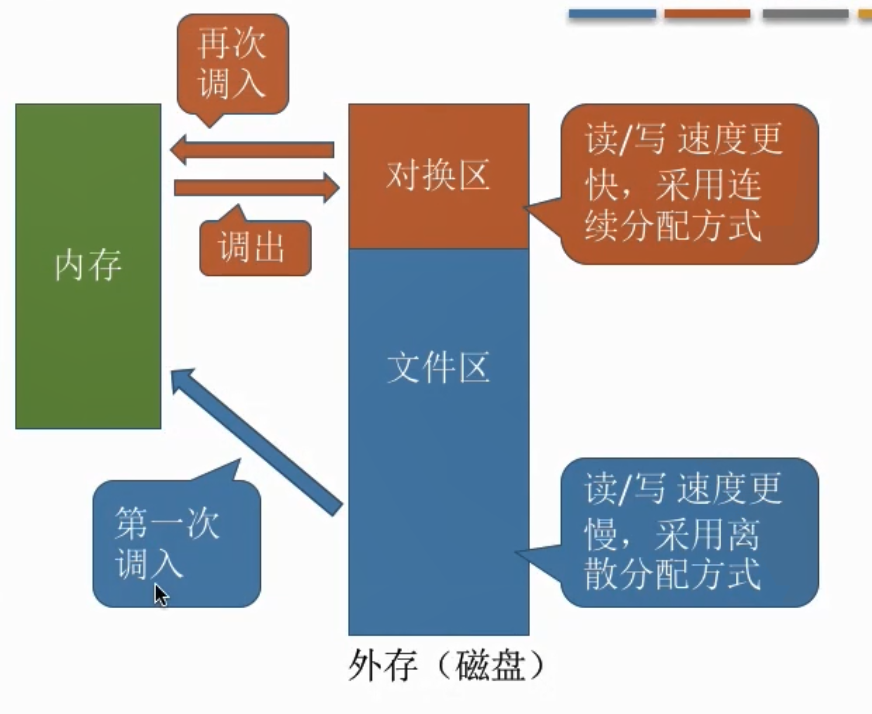 再次
调入
调出
内存
第一次
调入
对换区
文件区
外存（磁盘）
读/写 速度更
快，采用连
续分配方式
读/写 速度更
慢，采用离
散分配方式